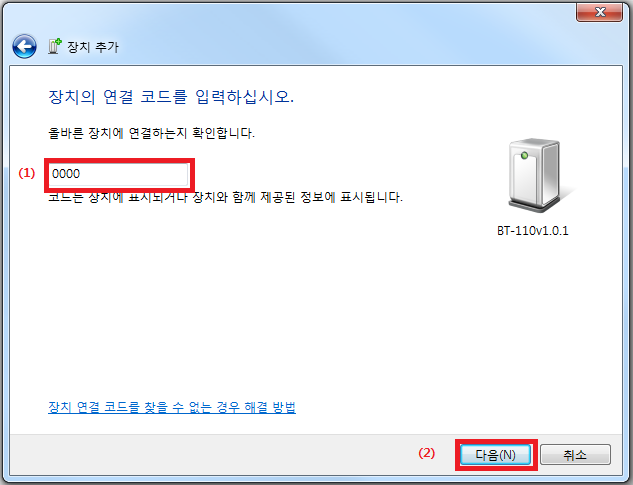 장치 추가
장치의 연결 코드를 입력하십시오.
올바른 장치에 연결하는지 확인합니다.
(1) 0000
코드는 장치에 표시되거나 장치와 함께 제공된 정보에 표시됩니다.
BT-110v1.0.1
장치 연결 코드를 찾을 수 없는 경우 해결 방법
(2) 다음(N) 취소